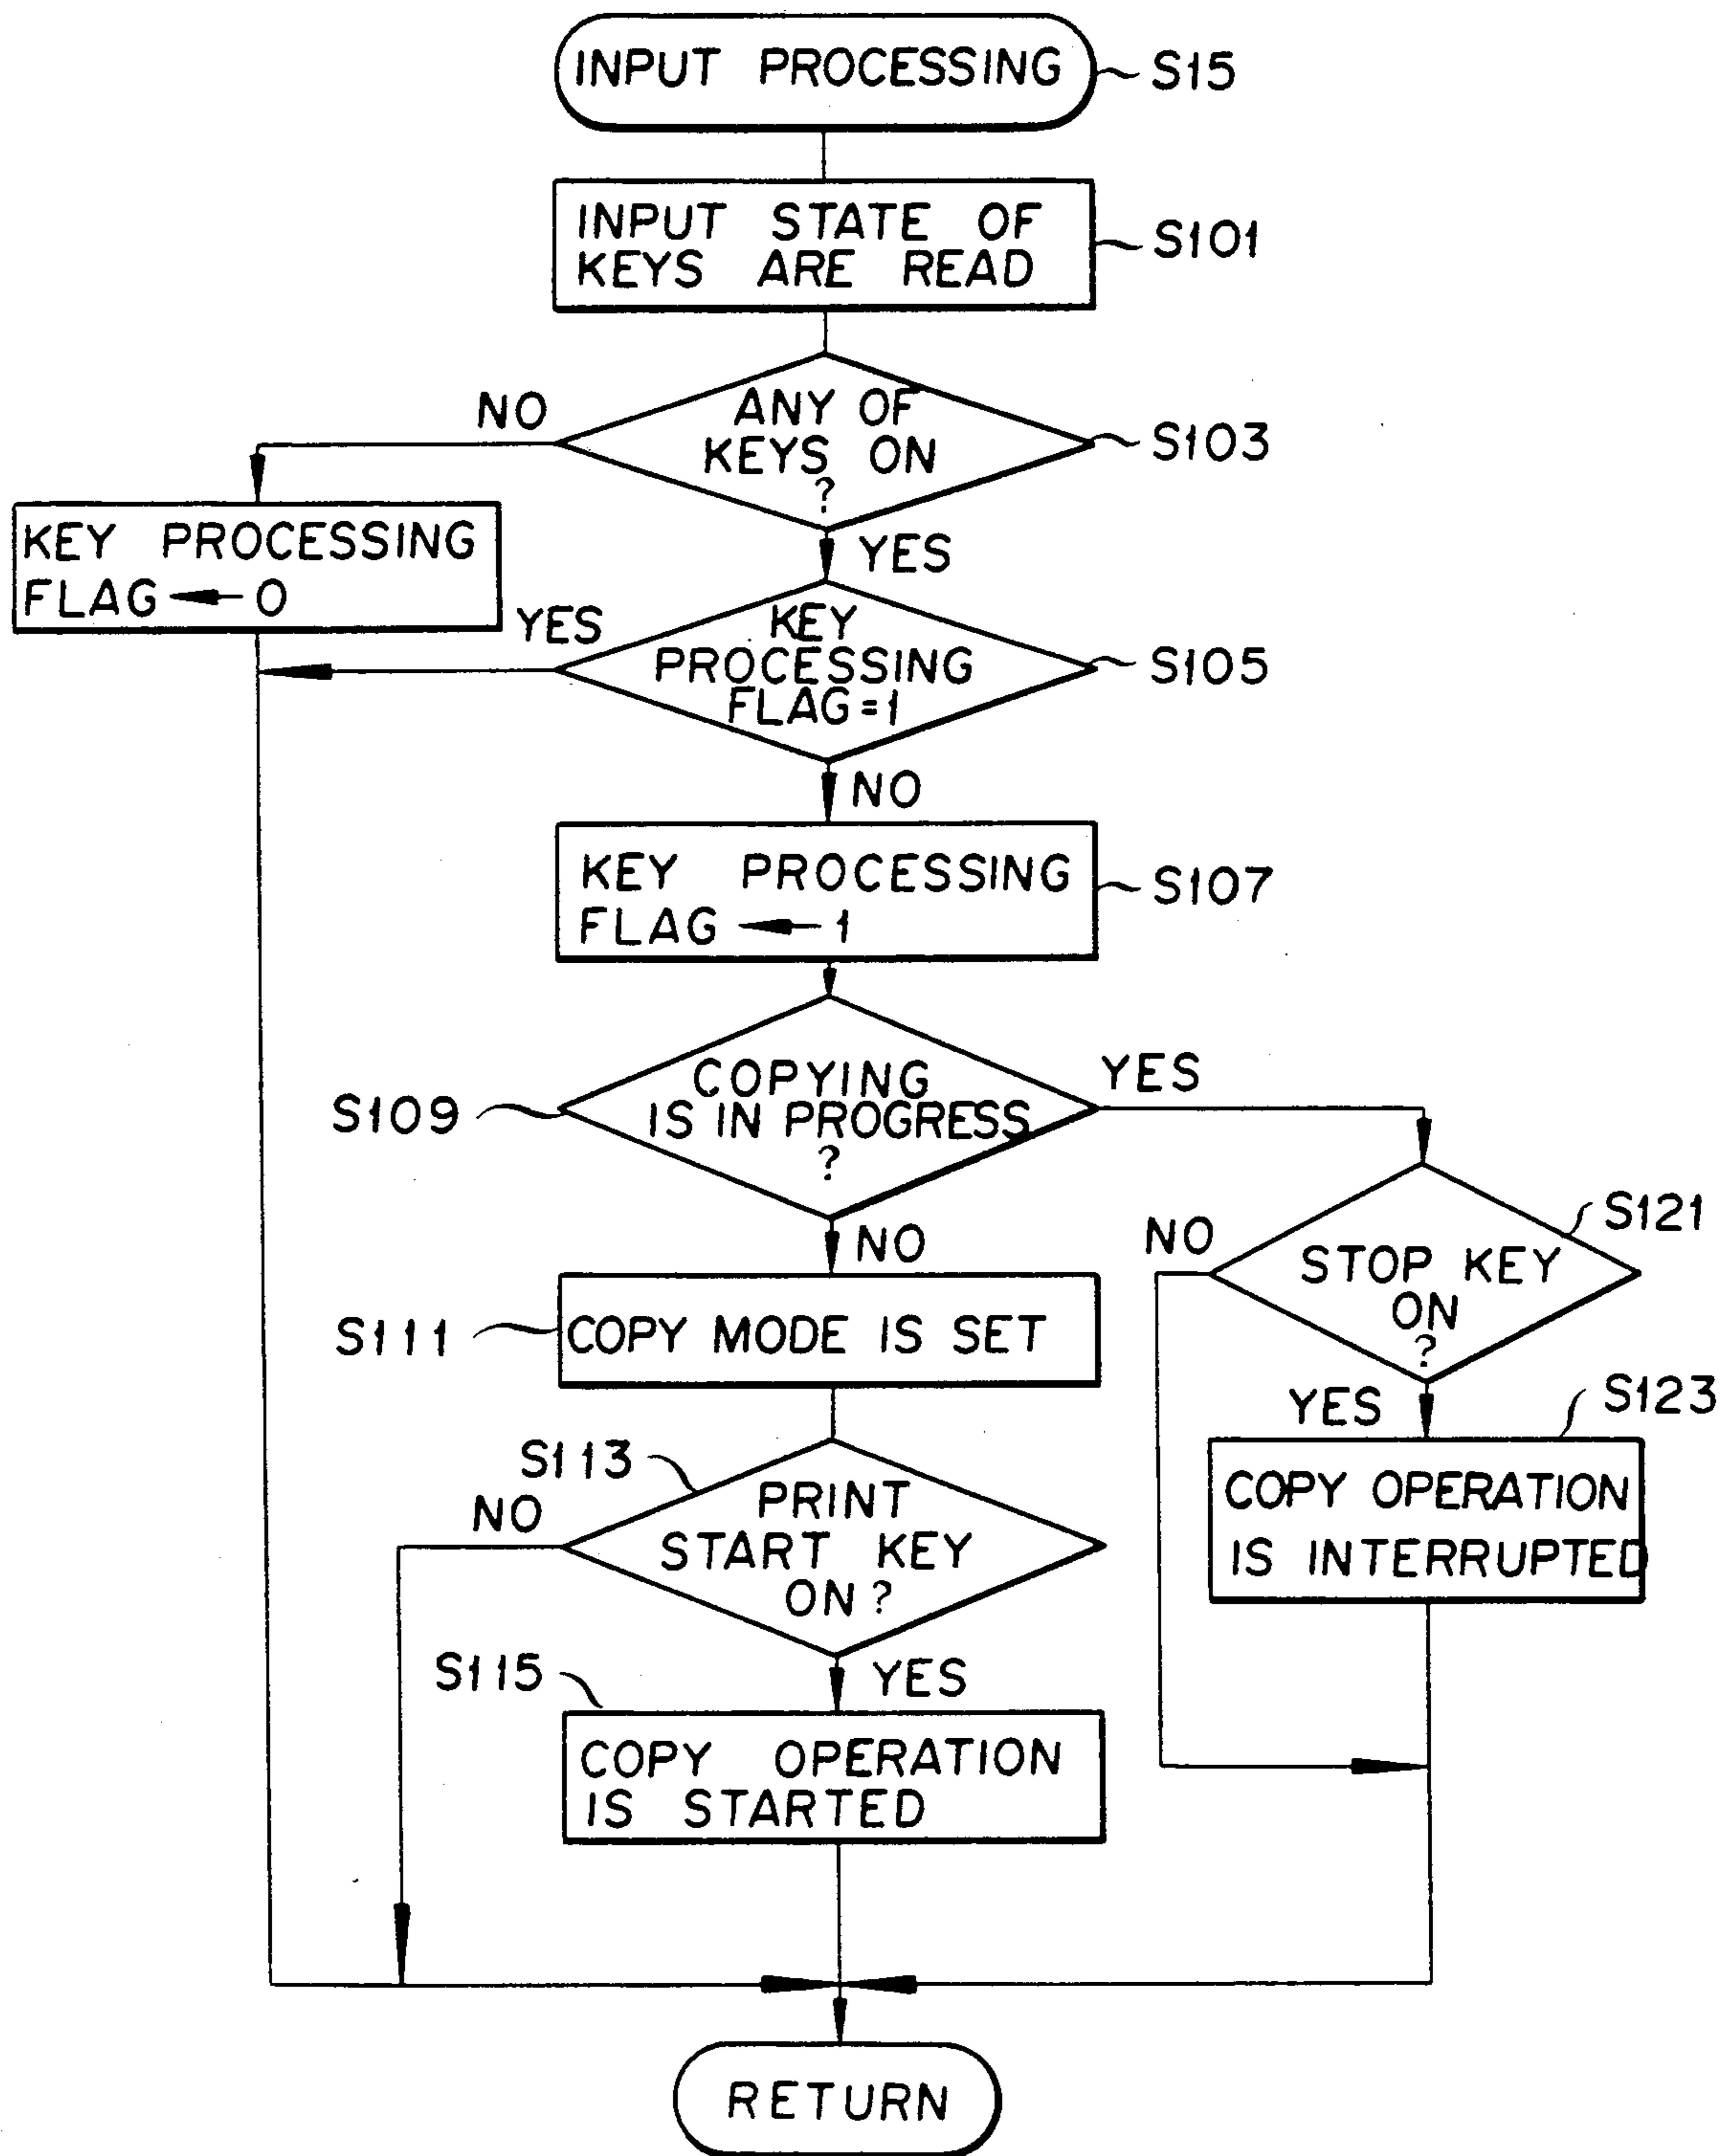 INPUT PROCESSING
S15
INPUT STATE OF
KEYS ARE READ
S101
NO
ANY OF
KEYS ON
?
S103
KEY PROCESSING
FLAG ← 0
YES
YES
KEY
PROCESSING
FLAG=1
S105
NO
KEY PROCESSING
FLAG ← 1
S107
S109
COPYING
IS IN PROGRESS
?
YES
NO
NO
STOP KEY
ON
?
S121
S111
COPY MODE IS SET
YES
S123
S113
NO
PRINT
START KEY
ON?
COPY OPERATION
IS INTERRUPTED
S115
YES
COPY OPERATION
IS STARTED
RETURN